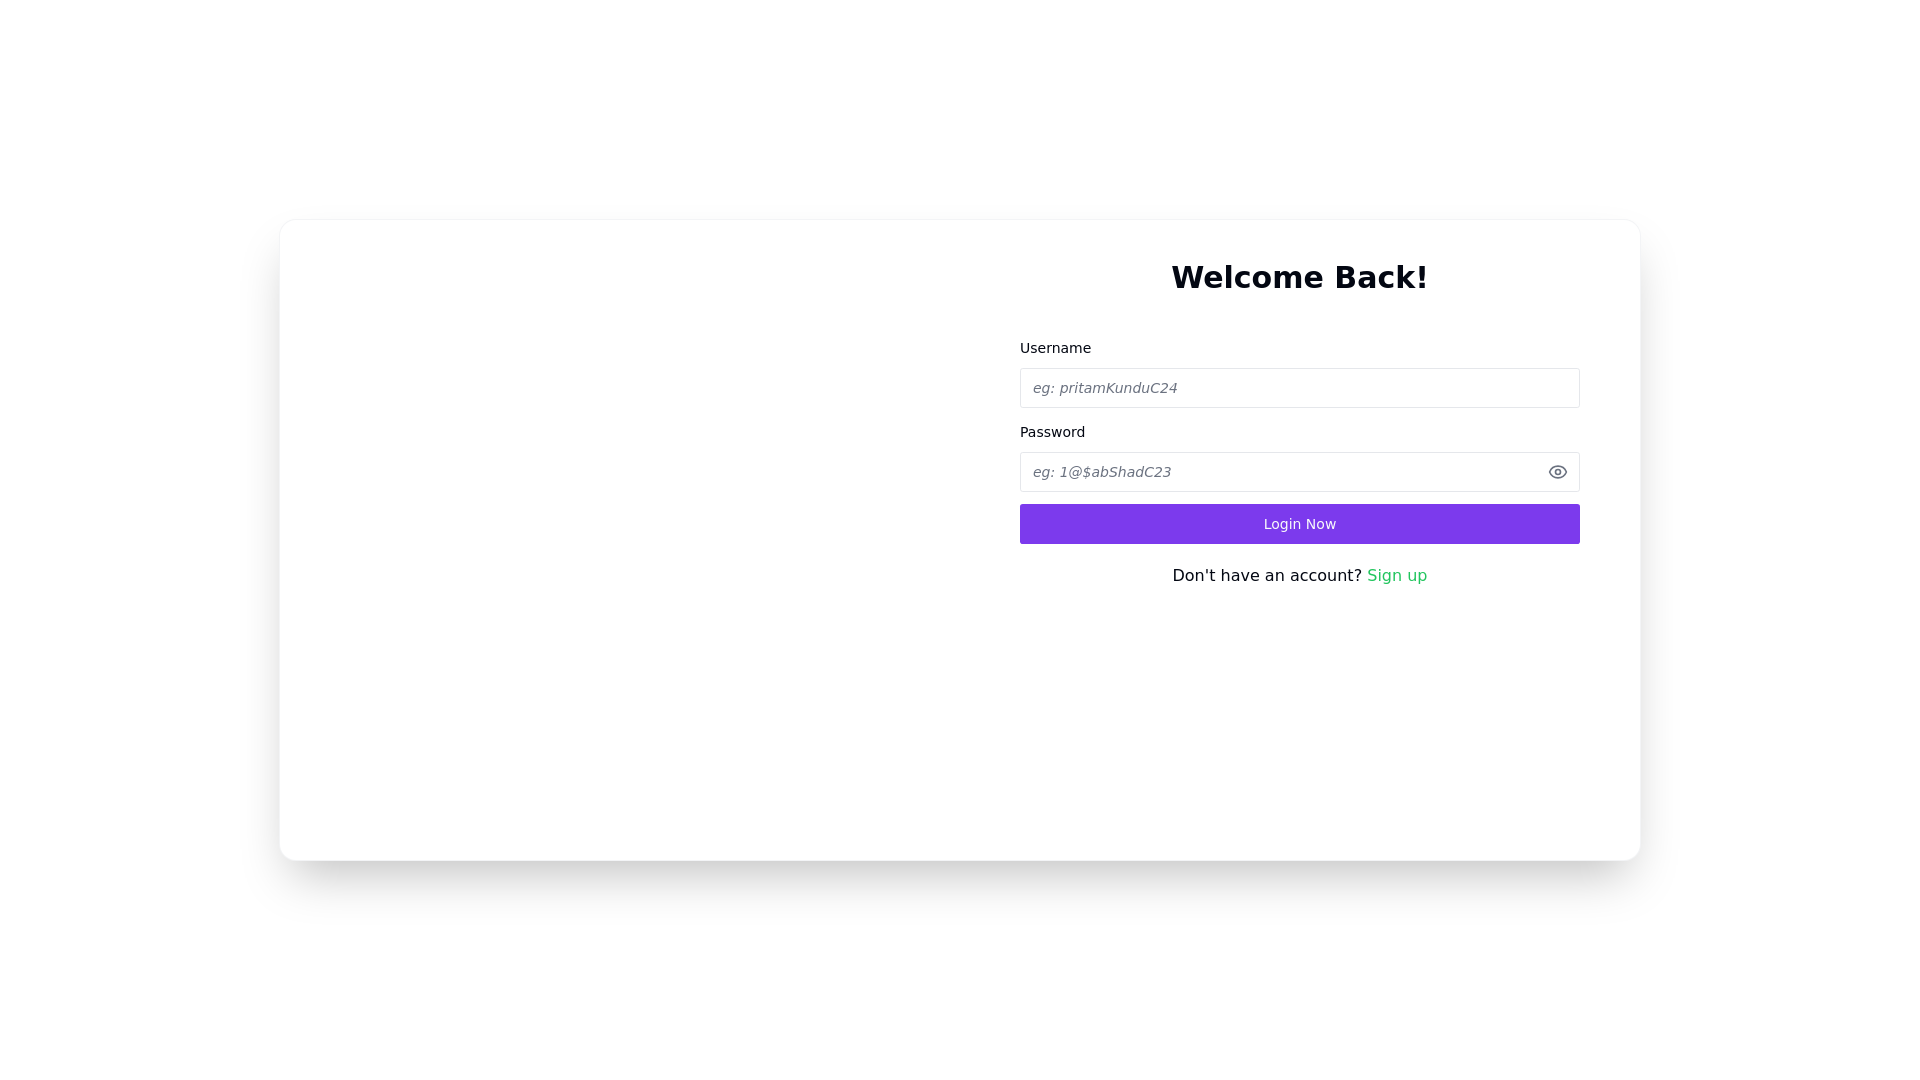 Welcome Back!
Username
eg: pritamKunduC24
Password
eg: 1@$abShadC23
Login Now
Don't have an account? Sign up